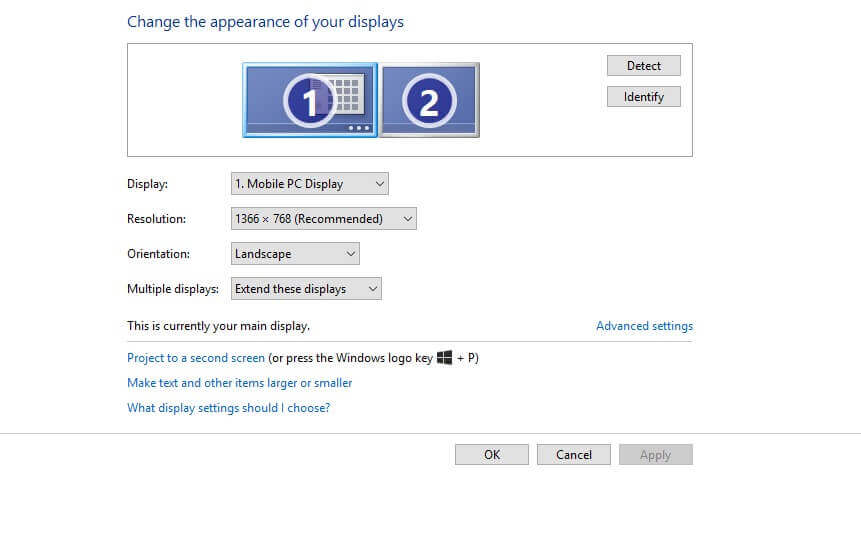 Change the appearance of your displays
1
2
Detect
Identify
Display:
1. Mobile PC Display
Resolution:
1366 × 768 (Recommended)
Orientation:
Landscape
Multiple displays:
Extend these displays
This is currently your main display.
Advanced settings
Project to a second screen (or press the Windows logo key + P)
Make text and other items larger or smaller
What display settings should I choose?
OK
Cancel
Apply